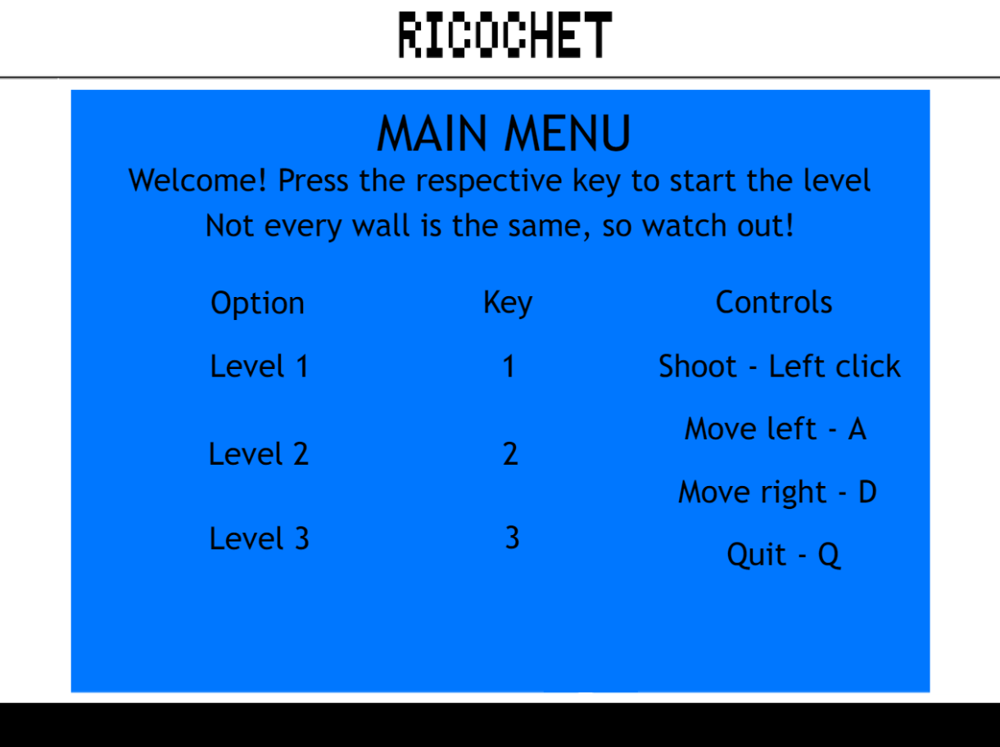 RICOCHET
MAIN MENU
Welcome! Press the respective key to start the level
Not every wall is the same, so watch out!
Option Key Controls
Level 1 1 Shoot - Left click
Move left - A
Level 2 2
Move right - D
Level 3 3
Quit - Q